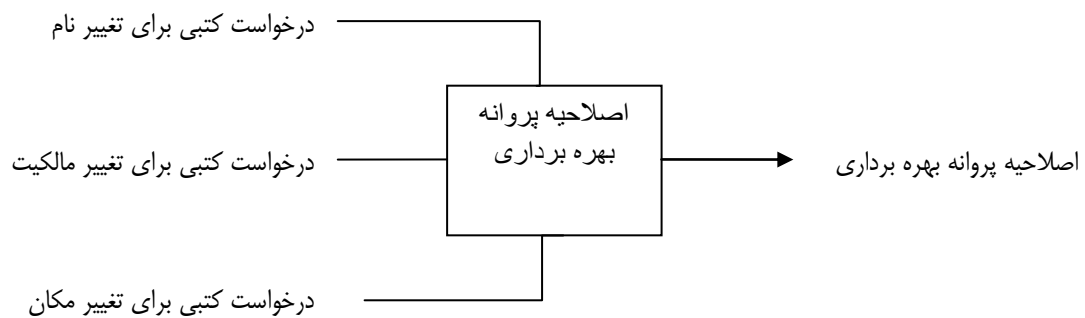 درخواست کتبی برای تغییر نام
اصلاحیه پروانه
بهره برداری
درخواست کتبی برای تغییر مالکیت
اصلاحیه پروانه بهره برداری
درخواست کتبی برای تغییر مکان